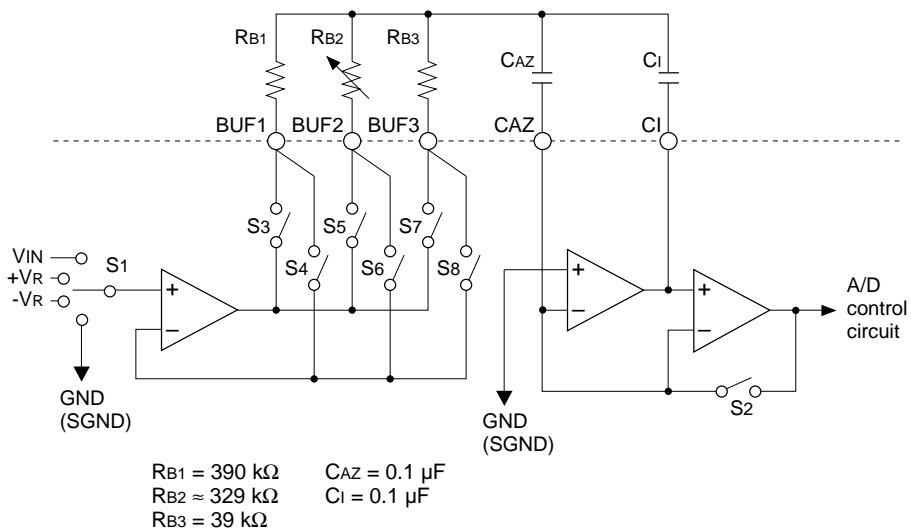 RB1 RB2 RB3 CAZ CI
BUF1 BUF2 BUF3 CAZ CI
S3 S5 S7
S4 S6 S8
VIN
+VR
-VR
S1
+
−
GND
(SGND)
+
−
GND
(SGND)
+
−
S2
A/D
control
circuit
RB1 = 390 kΩ CAZ = 0.1 µF
RB2 ≈ 329 kΩ CI = 0.1 µF
RB3 = 39 kΩ